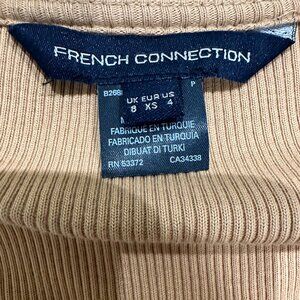 FRENCH CONNECTION
P
UK EUR US
8 XS 4
FABRIQUE EN TURQUIE
FABRICADO EN TURQUIA
DIBUAT DI TURKI
RN 53372 CA34338